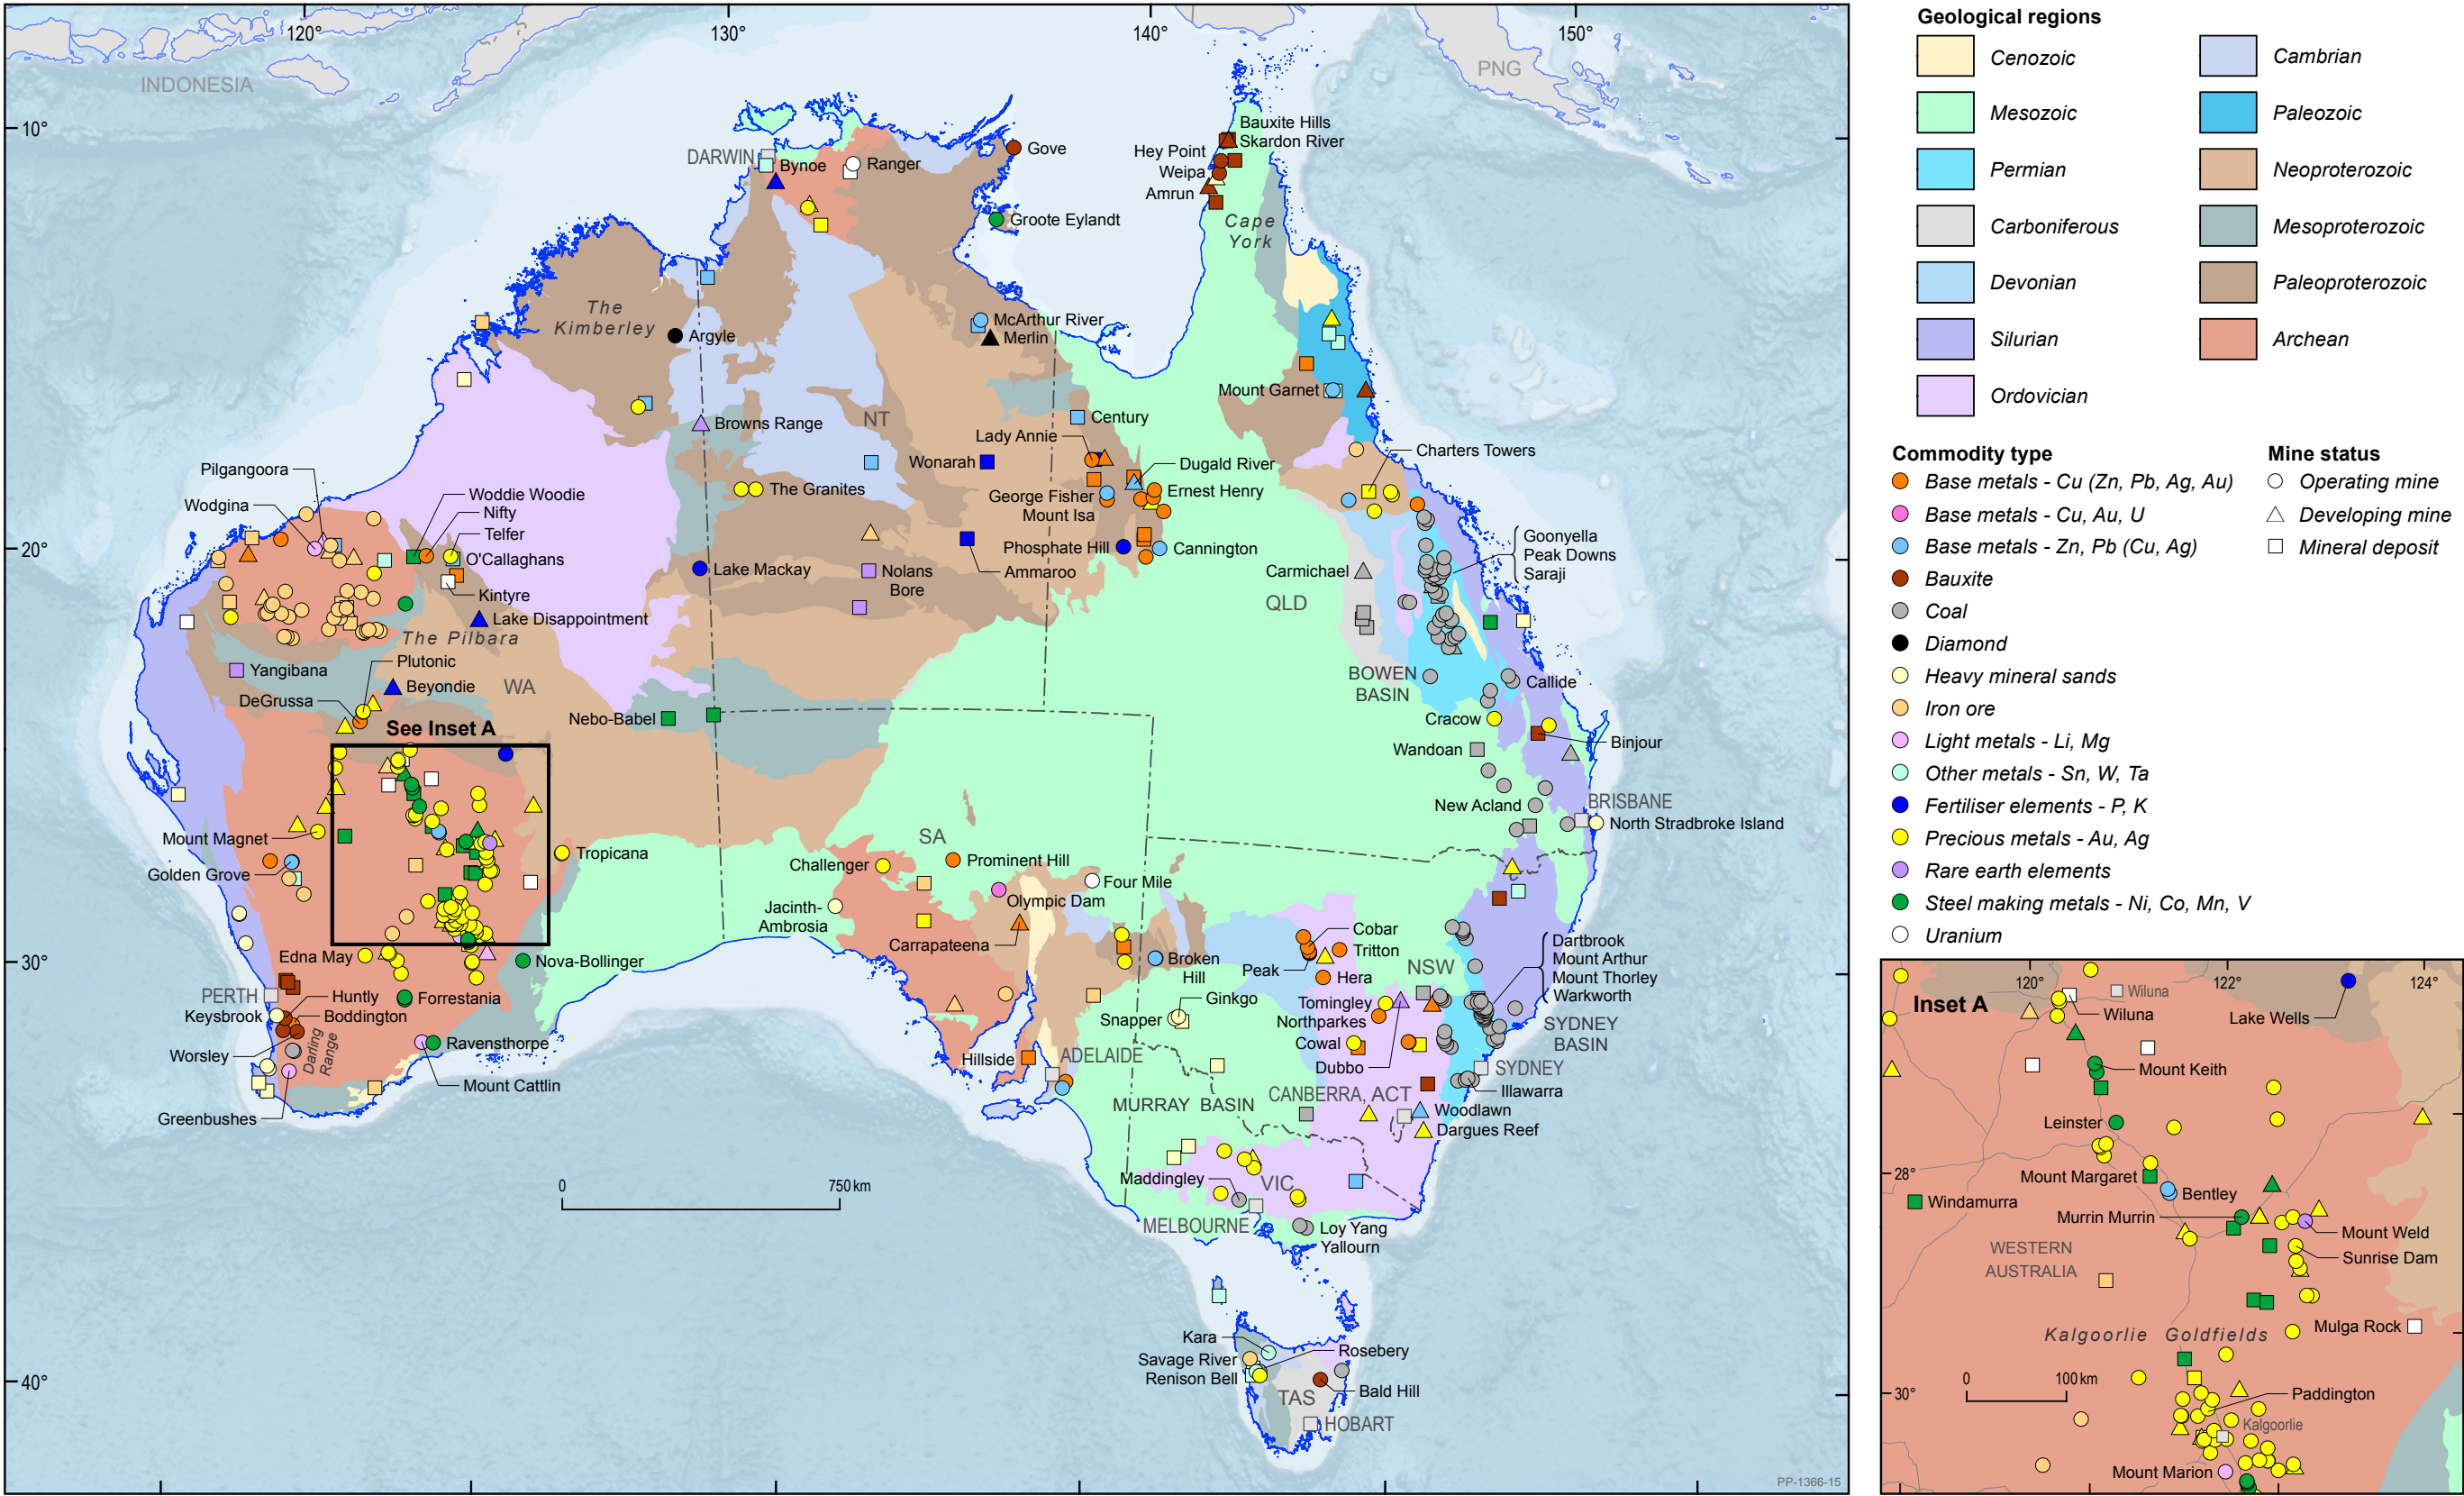 120°
130°
140°
150°
INDONESIA
PNG
10°
20°
30°
40°
DARWIN
Bynoe
Ranger
Gove
Groote Eylandt
Bauxite Hills
Skardon River
Hey Point
Weipa
Amrun
Cape
York
The
Kimberley
Argyle
McArthur River
Merlin
Mount Garnet
Browns Range
NT
Century
Lady Annie
Wonarah
Dugald River
Charters Towers
The Granites
George Fisher
Mount Isa
Ernest Henry
Pilgangoora
Wodgina
Woodie Woodie
Nifty
Telfer
O'Callaghans
Kintyre
Lake Disappointment
The Pilbara
Lake Mackay
Nolans
Bore
Ammaroo
Phosphate Hill
Cannington
Carmichael
QLD
Goonyella
Peak Downs
Saraji
Yangibana
Plutonic
Beyondie
DeGrussa
WA
See Inset A
Nebo-Babel
BOWEN
BASIN
Callide
Cracow
Wandoan
Binjour
New Acland
BRISBANE
North Stradbroke Island
Mount Magnet
Golden Grove
Tropicana
SA
Challenger
Prominent Hill
Four Mile
Olympic Dam
Jacinth-
Ambrosia
Carrapateena
Broken
Hill
Cobar
Tritton
Peak
Hera
NSW
Dartbrook
Mount Arthur
Mount Thorley
Warkworth
Edna May
Nova-Bollinger
PERTH
Huntly
Forrestania
Keysbrook
Boddington
Worsley
Darling
Range
Ravensthorpe
Mount Cattlin
Greenbushes
Ginkgo
Snapper
Tomingley
Northparkes
Cowal
Dubbo
SYDNEY
BASIN
SYDNEY
Illawarra
Hillside
ADELAIDE
MURRAY BASIN
CANBERRA, ACT
Woodlawn
Dargues Reef
0
750 km
Maddingley
VIC
MELBOURNE
Loy Yang
Yallourn
Kara
Savage River
Renison Bell
Rosebery
TAS
Bald Hill
HOBART
PP-1366-15
Geological regions
Cenozoic
Cambrian
Mesozoic
Paleozoic
Permian
Neoproterozoic
Carboniferous
Mesoproterozoic
Devonian
Paleoproterozoic
Silurian
Archean
Ordovician
Commodity type
Mine status
Base metals - Cu (Zn, Pb, Ag, Au)
Operating mine
Base metals - Cu, Au, U
Developing mine
Base metals - Zn, Pb (Cu, Ag)
Mineral deposit
Bauxite
Coal
Diamond
Heavy mineral sands
Iron ore
Light metals - Li, Mg
Other metals - Sn, W, Ta
Fertiliser elements - P, K
Precious metals - Au, Ag
Rare earth elements
Steel making metals - Ni, Co, Mn, V
Uranium
Inset A
120°
122°
124°
Wiluna
Wiluna
Lake Wells
Mount Keith
Leinster
28°
Mount Margaret
Windamurra
Bentley
Murrin Murrin
Mount Weld
WESTERN
AUSTRALIA
Sunrise Dam
Mulga Rock
Kalgoorlie Goldfields
30°
0
100 km
Paddington
Kalgoorlie
Mount Marion